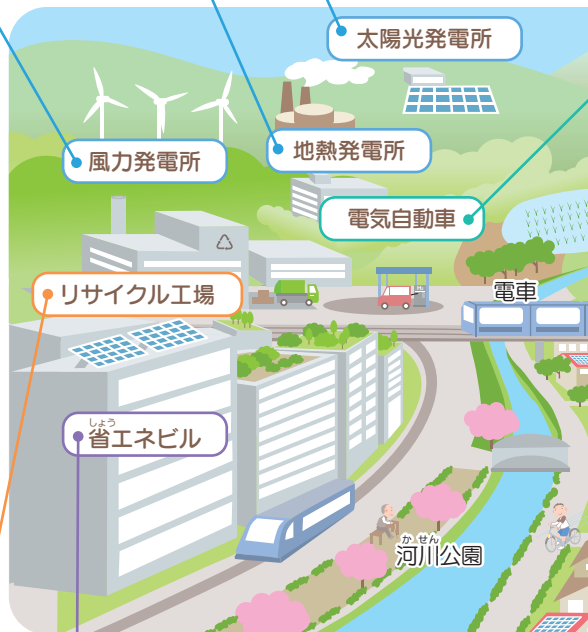 太陽光発電所
風力発電所
地熱発電所
電気自動車
リサイクル工場
電車
しょう
省エネビル
かせん
河川公園